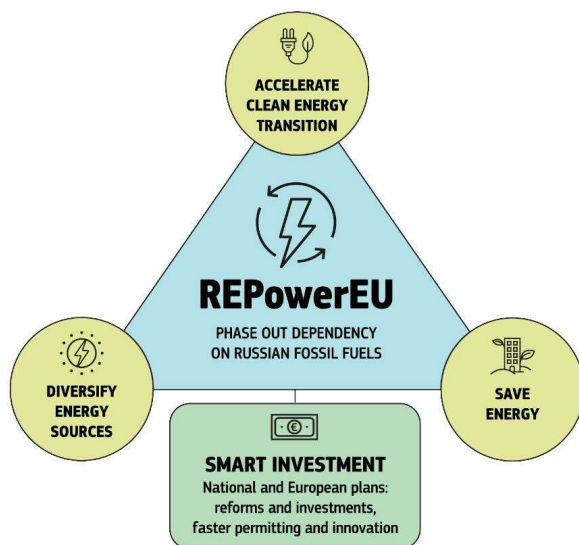 ACCELERATE
CLEAN ENERGY
TRANSITION
REPowerEU
PHASE OUT DEPENDENCY
ON RUSSIAN FOSSIL FUELS
DIVERSIFY
ENERGY
SOURCES
SAVE
ENERGY
€
SMART INVESTMENT
National and European plans:
reforms and investments,
faster permitting and innovation